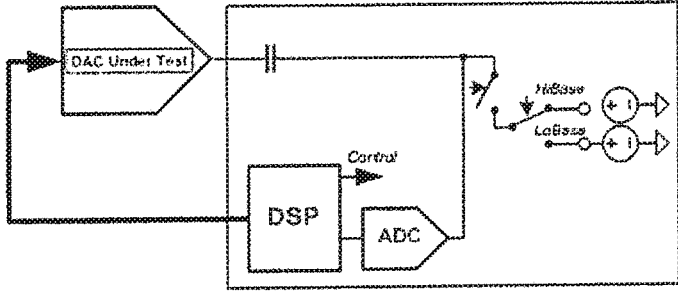 DAC Under Test
HiBase
LoBase
Control
DSP
ADC
+ -
+ -